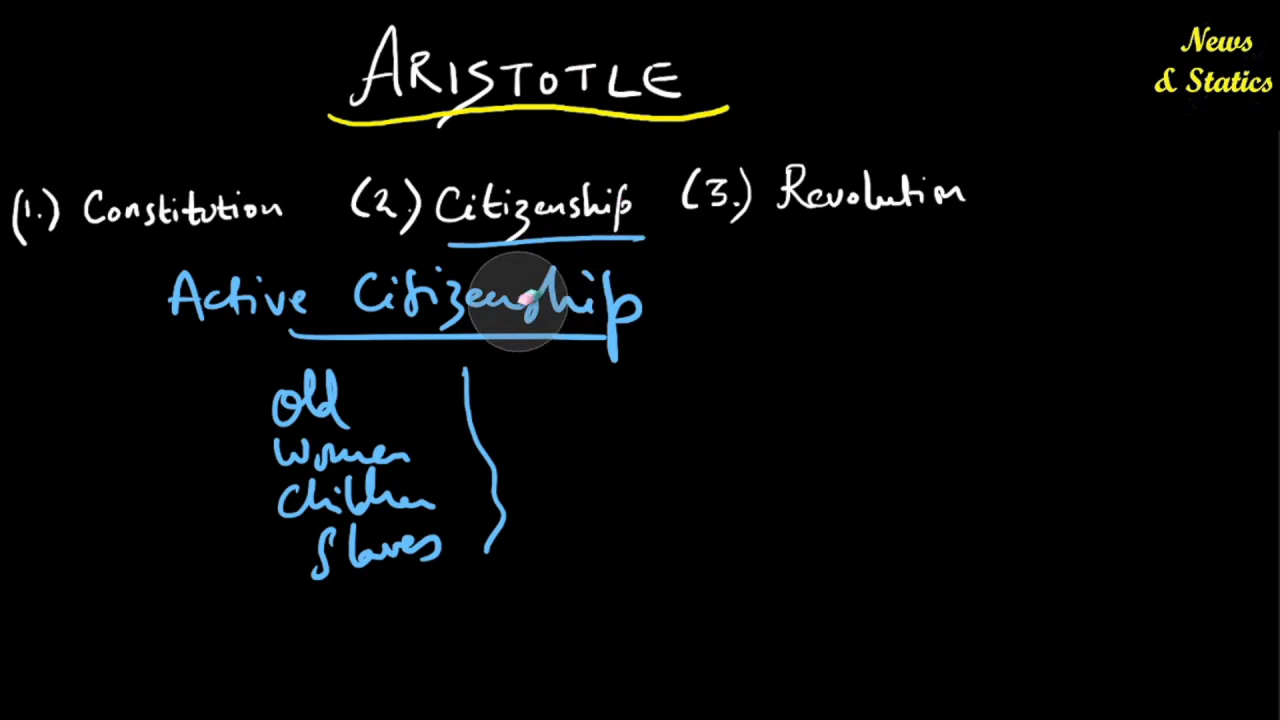 ARISTOTLE
News
& Statics
(1.) Constitution (2.) Citizenship (3.) Revolution
Active Citizenship
Old
Women
Children
Slaves